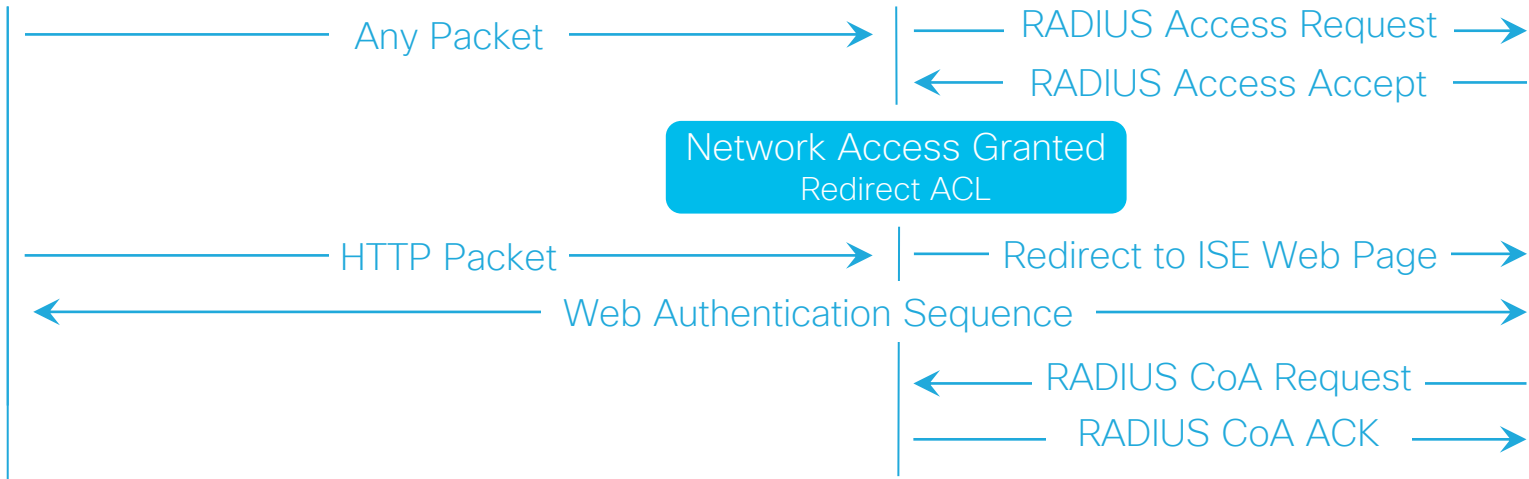 Any Packet
RADIUS Access Request
RADIUS Access Accept
Network Access Granted
Redirect ACL
HTTP Packet
Redirect to ISE Web Page
Web Authentication Sequence
RADIUS CoA Request
RADIUS CoA ACK